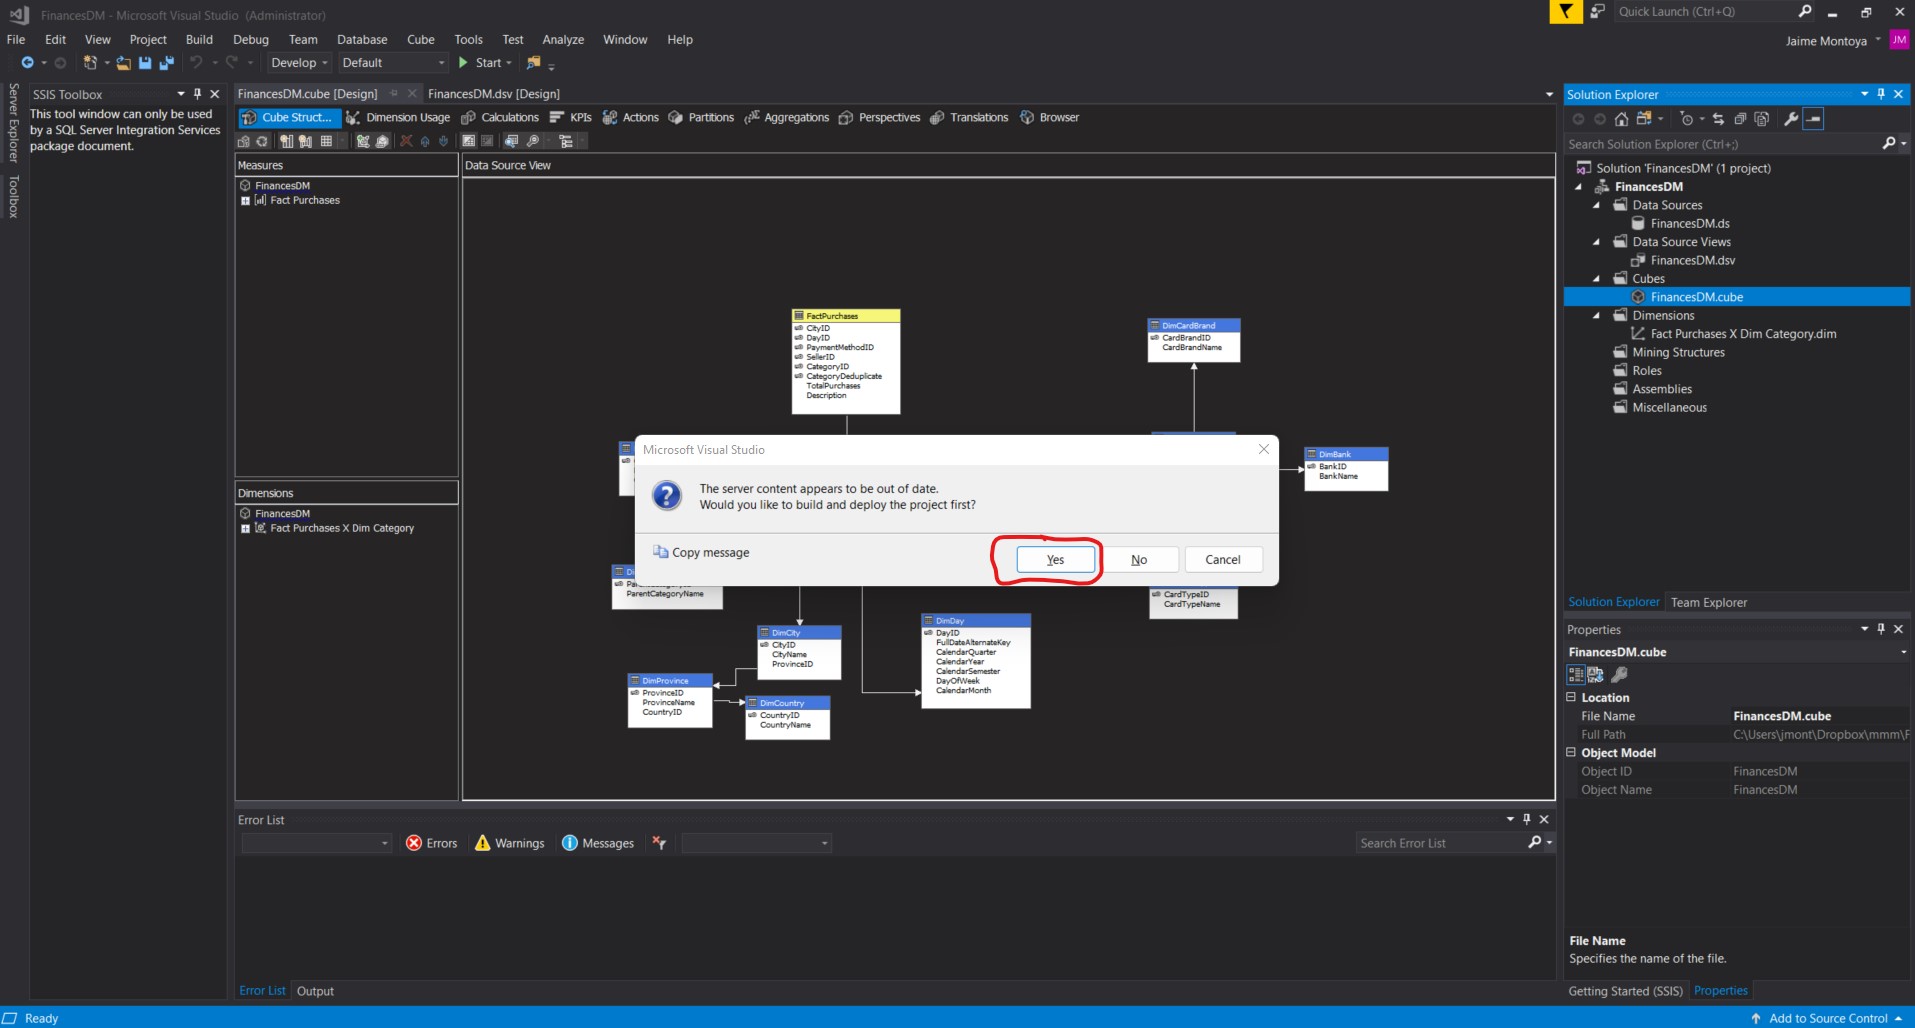 FinancesDM - Microsoft Visual Studio (Administrator)
Quick Launch (Ctrl+Q)
File Edit View Project Build Debug Team Database Cube Tools Test Analyze Window Help
Jaime Montoya JM
Develop Default Start
Server Explorer
Toolbox
SSIS Toolbox
This tool window can only be used
by a SQL Server Integration Services
package document.
FinancesDM.cube [Design] FinancesDM.dsv [Design]
Cube Struct... Dimension Usage Calculations KPIs Actions Partitions Aggregations Perspectives Translations Browser
Measures
FinancesDM
Fact Purchases
Dimensions
FinancesDM
Fact Purchases X Dim Category
Data Source View
FactPurchases
CityID
DayID
PaymentMethodID
SellerID
CategoryID
CategoryDeduplicate
TotalPurchases
Description
DimCardBrand
CardBrandID
CardBrandName
DimBank
BankID
BankName
Microsoft Visual Studio
The server content appears to be out of date.
Would you like to build and deploy the project first?
Copy message
Yes No Cancel
ParentCategoryName
CardTypeID
CardTypeName
DimCity
CityID
CityName
ProvinceID
DimDay
DayID
FullDateAlternateKey
CalendarQuarter
CalendarYear
CalendarSemester
DayOfWeek
CalendarMonth
DimProvince
ProvinceID
ProvinceName
CountryID
DimCountry
CountryID
CountryName
Error List
Errors Warnings Messages
Search Error List
Error List Output
Solution Explorer
Search Solution Explorer (Ctrl+;)
Solution 'FinancesDM' (1 project)
FinancesDM
Data Sources
FinancesDM.ds
Data Source Views
FinancesDM.dsv
Cubes
FinancesDM.cube
Dimensions
Fact Purchases X Dim Category.dim
Mining Structures
Roles
Assemblies
Miscellaneous
Solution Explorer Team Explorer
Properties
FinancesDM.cube
Location
File Name FinancesDM.cube
Full Path C:\Users\jmont\Dropbox\mmm\F
Object Model
Object ID FinancesDM
Object Name FinancesDM
File Name
Specifies the name of the file.
Getting Started (SSIS) Properties
Ready
Add to Source Control